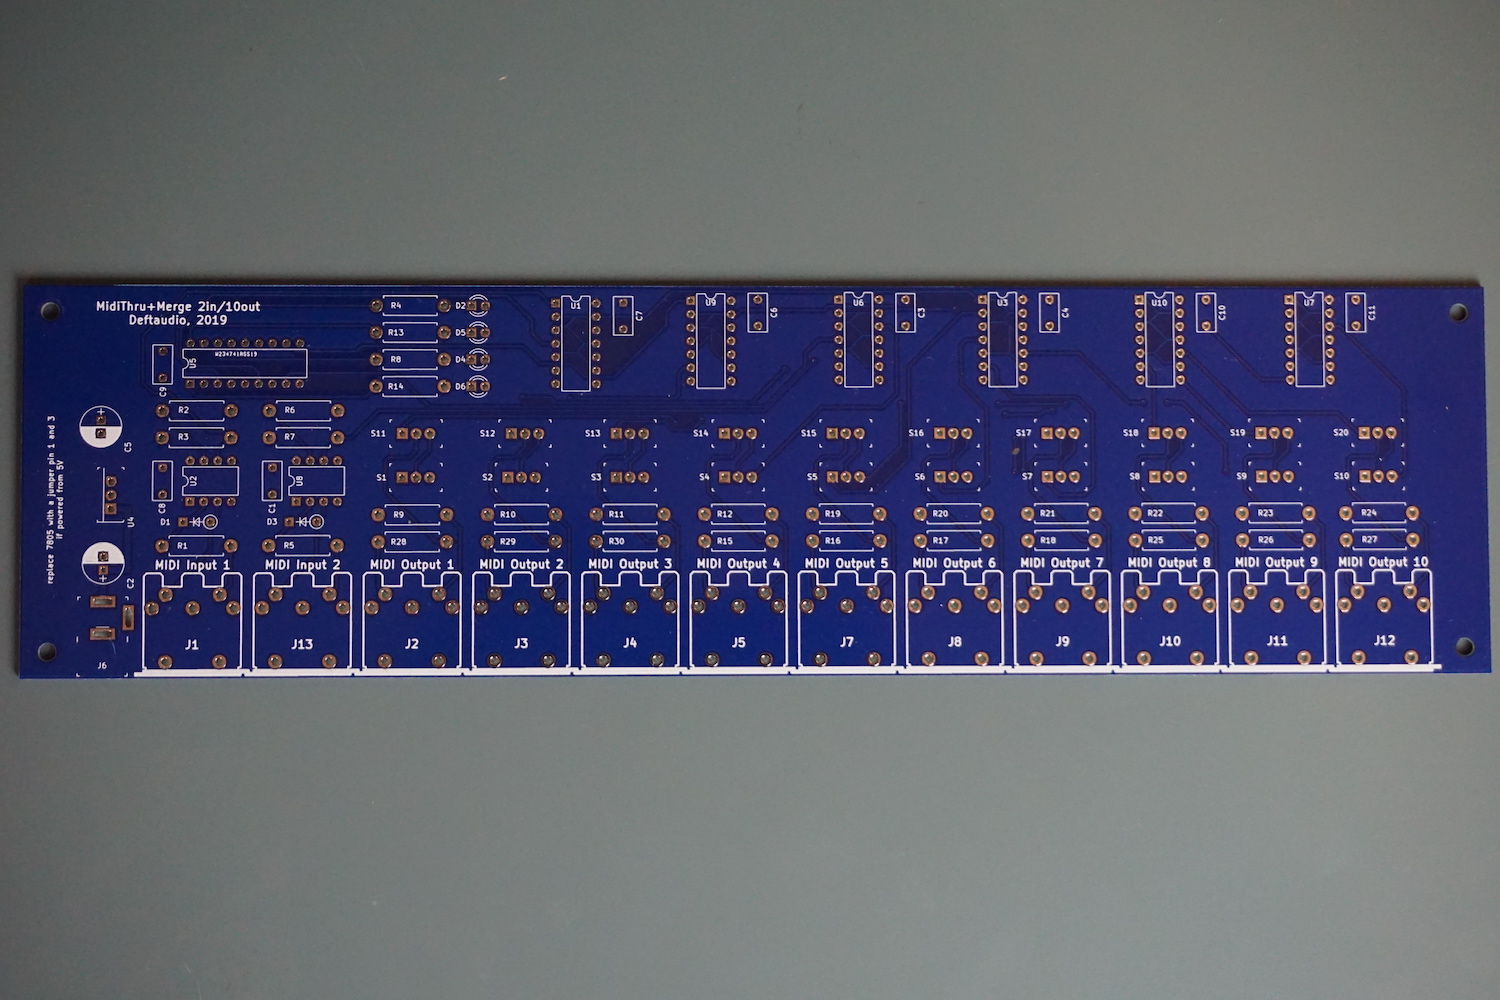 MidiThru+Merge 2in/10out
Deftaudio, 2019
R4 D2
R13 D5
R8 D4
R14 D6
U1 C7 U9 C6 U6 C3 U3 C4 U10 C10 U7 C11
U5 W234741AS519
C9
R2 R6
R3 R7
C5
replace 7805 with a jumper pin 1 and 3
if powered from 5V
S11 S12 S13 S14 S15 S16 S17 S18 S19 S20
U2 U8
S1 S2 S3 S4 S5 S6 S7 S8 S9 S10
C8 C1
U4
D1 D3
R9 R10 R11 R12 R19 R20 R21 R22 R23 R24
R1 R5 R28 R29 R30 R15 R16 R17 R18 R25 R26 R27
C2
MIDI Input 1 MIDI Input 2 MIDI Output 1 MIDI Output 2 MIDI Output 3 MIDI Output 4 MIDI Output 5 MIDI Output 6 MIDI Output 7 MIDI Output 8 MIDI Output 9 MIDI Output 10
J1 J13 J2 J3 J4 J5 J7 J8 J9 J10 J11 J12
J6